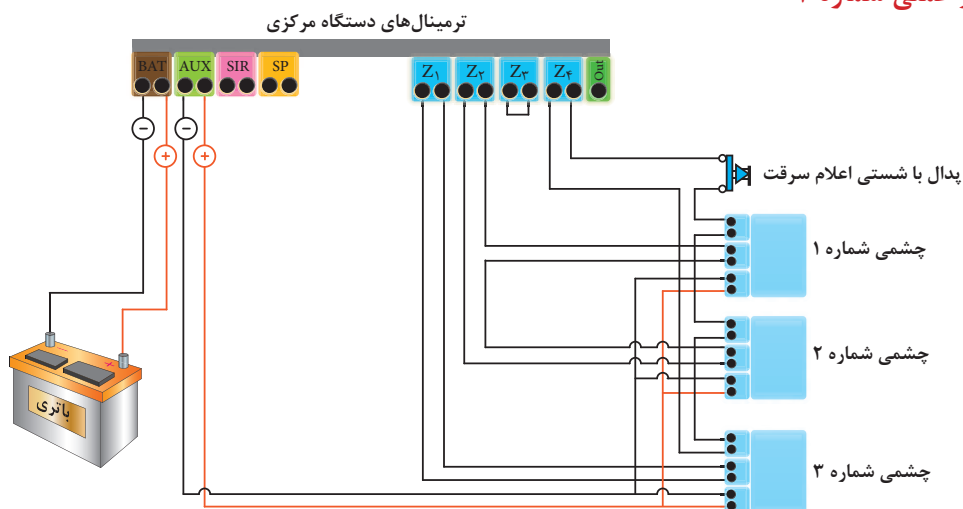 ترمینال‌های دستگاه مرکزی
BAT AUX SIR SP Z۱ Z۲ Z۳ Z۴ Out
− −
+ +
پدال با شستی اعلام سرقت
چشمی شماره ۱
چشمی شماره ۲
چشمی شماره ۳
− +
باتری